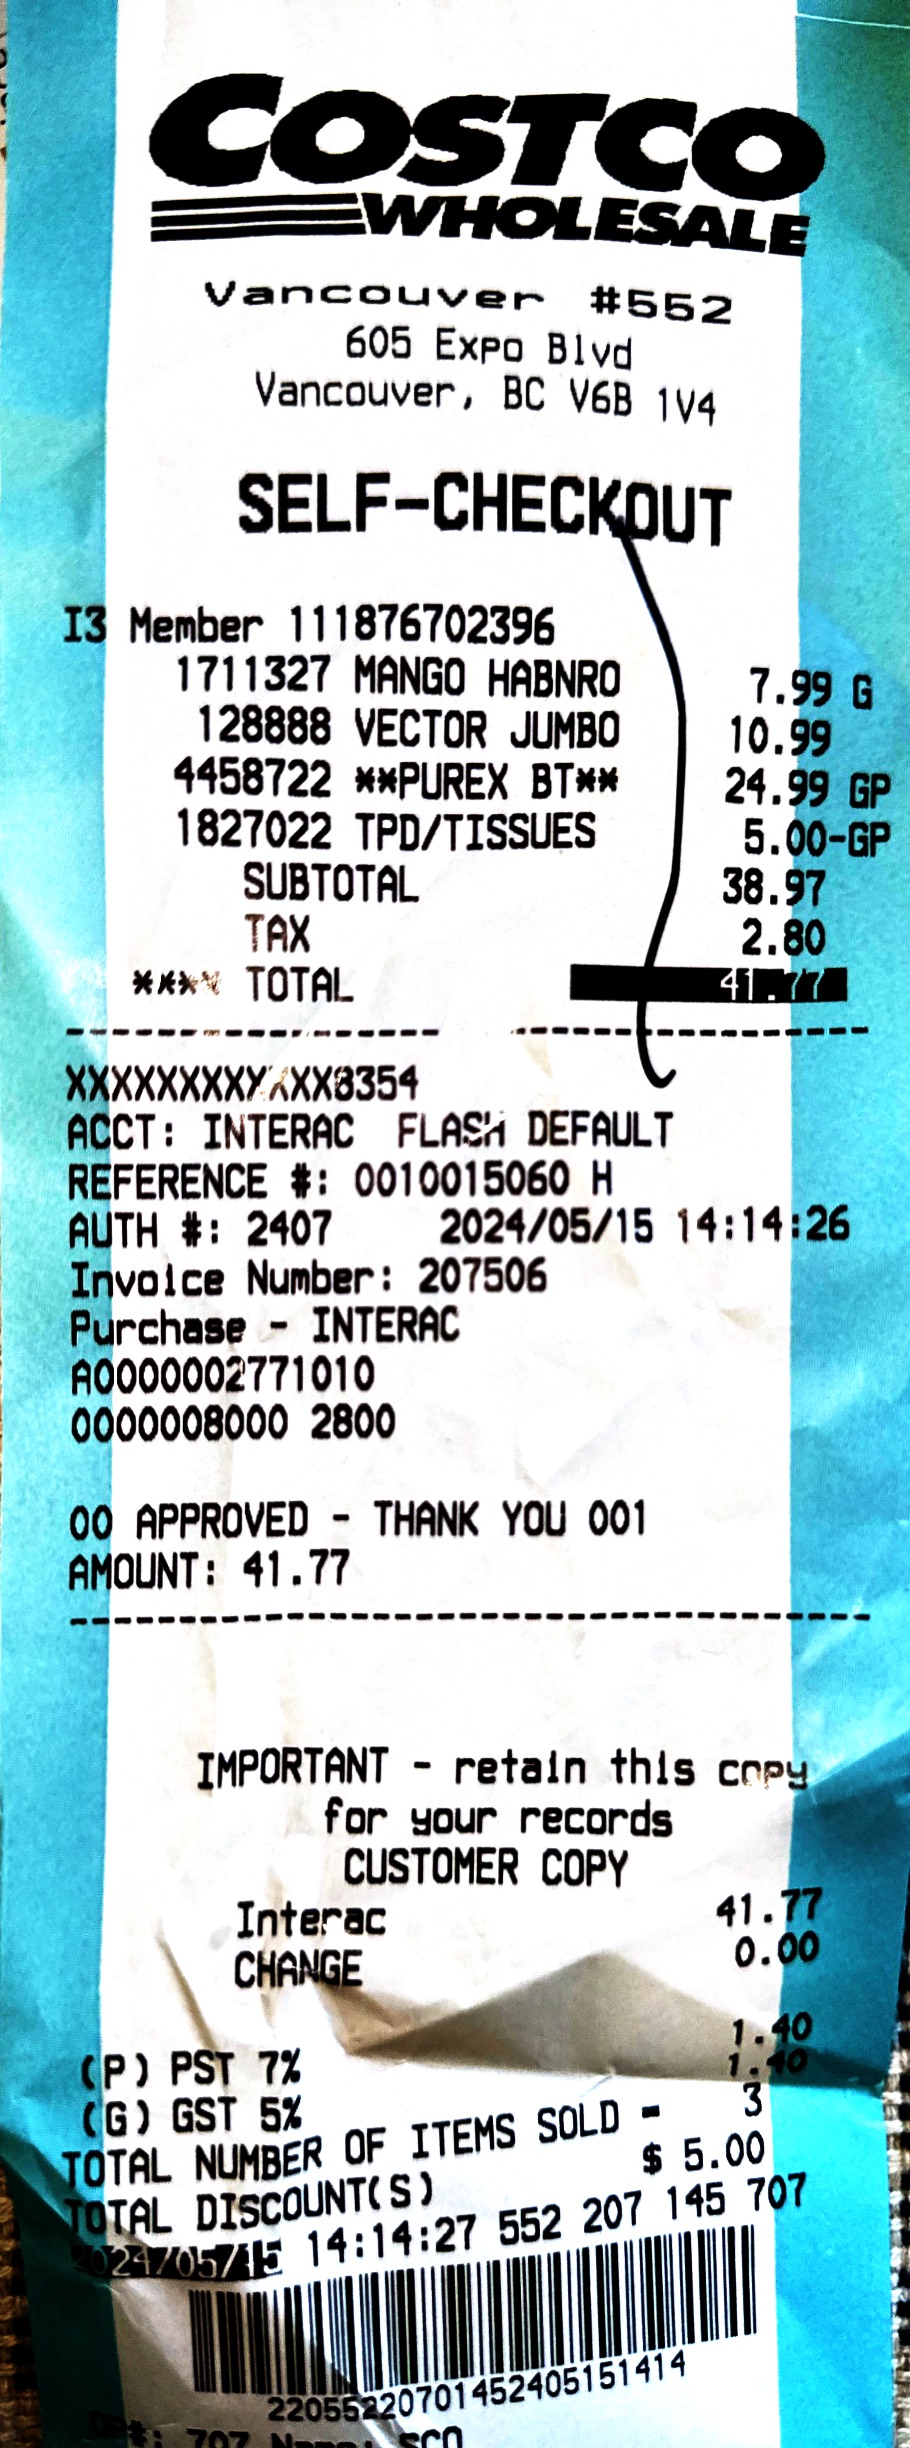 COSTCO
WHOLESALE
Vancouver #552
605 Expo Blvd
Vancouver, BC V6B 1V4
SELF-CHECKOUT
I3 Member 111876702396
1711327 MANGO HABNRO 7.99 G
128888 VECTOR JUMBO 10.99
4458722 **PUREX BT** 24.99 GP
1827022 TPD/TISSUES 5.00-GP
SUBTOTAL 38.97
TAX 2.80
**** TOTAL 41.77
XXXXXXXXXXXXX8354
ACCT: INTERAC FLASH DEFAULT
REFERENCE #: 0010015060 H
AUTH #: 2407 2024/05/15 14:14:26
Invoice Number: 207506
Purchase - INTERAC
A0000002771010
0000008000 2800
00 APPROVED - THANK YOU 001
AMOUNT: 41.77
IMPORTANT - retain this copy
for your records
CUSTOMER COPY
Interac 41.77
CHANGE 0.00
(P) PST 7% 1.40
(G) GST 5% 1.40
TOTAL NUMBER OF ITEMS SOLD - 3
TOTAL DISCOUNT(S) $ 5.00
2024/05/15 14:14:27 552 207 145 707
22055220701452405151414
OP#: 707 Name: SCO